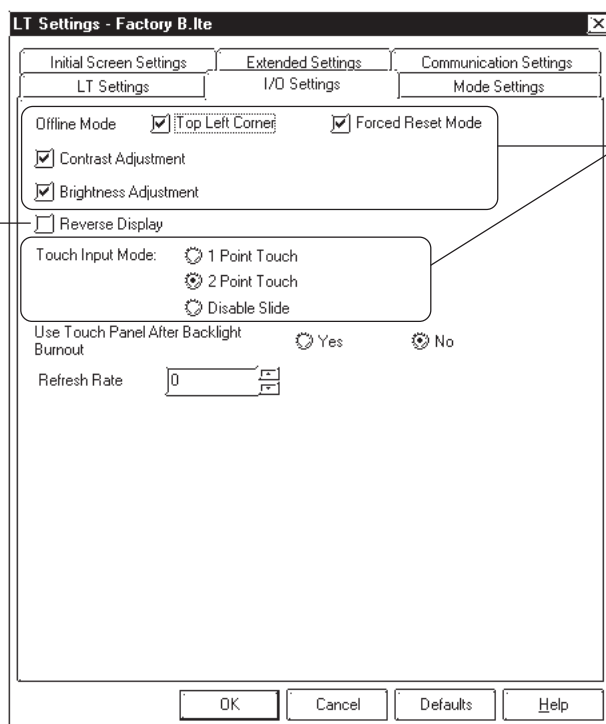 LT Settings - Factory B.lte
Initial Screen Settings
Extended Settings
Communication Settings
LT Settings
I/O Settings
Mode Settings
Offline Mode
Top Left Corner
Forced Reset Mode
Contrast Adjustment
Brightness Adjustment
Reverse Display
Touch Input Mode:
1 Point Touch
2 Point Touch
Disable Slide
Use Touch Panel After Backlight
Burnout
Yes
No
Refresh Rate
0
OK
Cancel
Defaults
Help